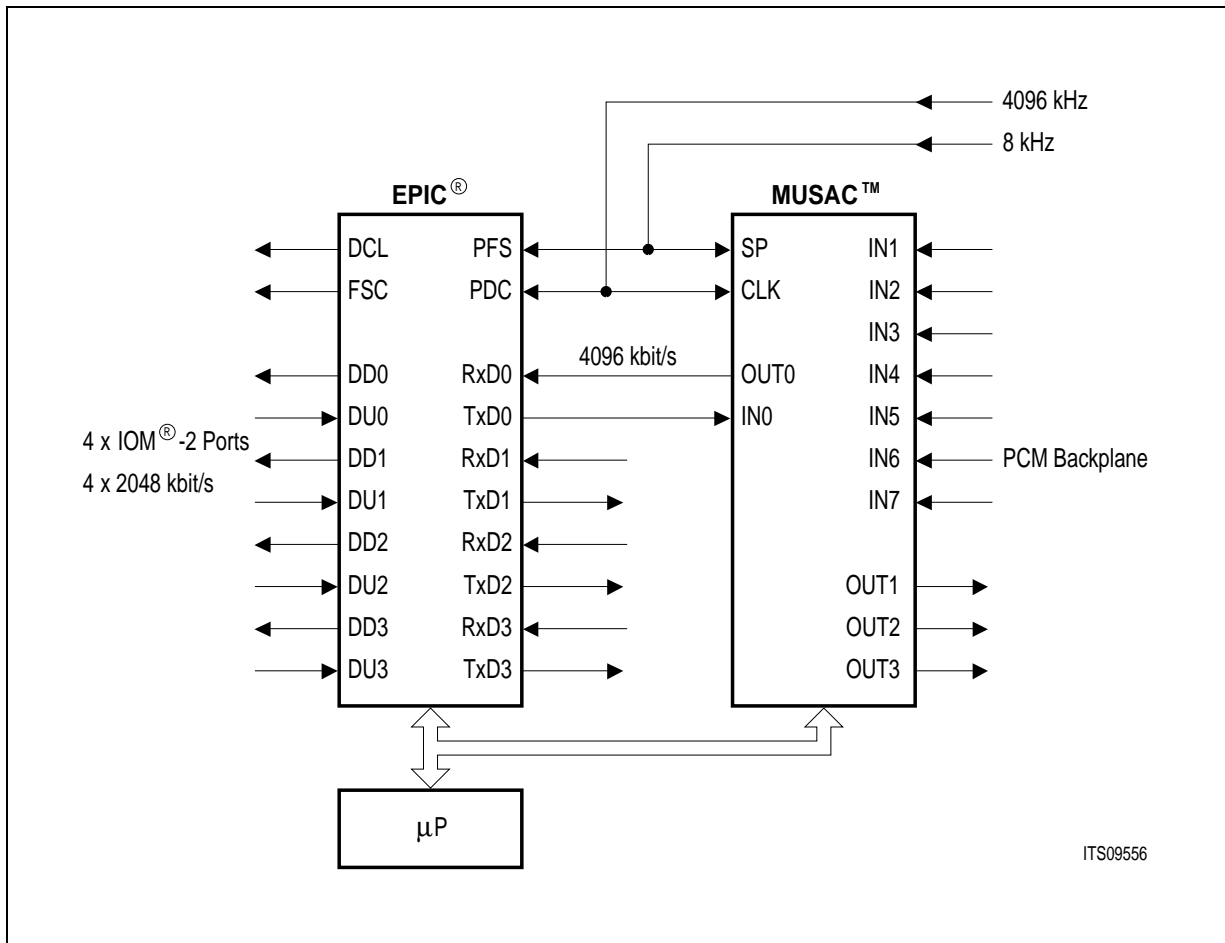 4096 kHz
8 kHz
EPIC®
MUSAC™
DCL PFS SP IN1
FSC PDC CLK IN2
IN3
4096 kbit/s
DD0 RxD0 OUT0 IN4
DU0 TxD0 IN0 IN5
4 x IOM®-2 Ports
DD1 RxD1 IN6 PCM Backplane
4 x 2048 kbit/s
DU1 TxD1 IN7
DD2 RxD2
DU2 TxD2 OUT1
DD3 RxD3 OUT2
DU3 TxD3 OUT3
μP
ITS09556